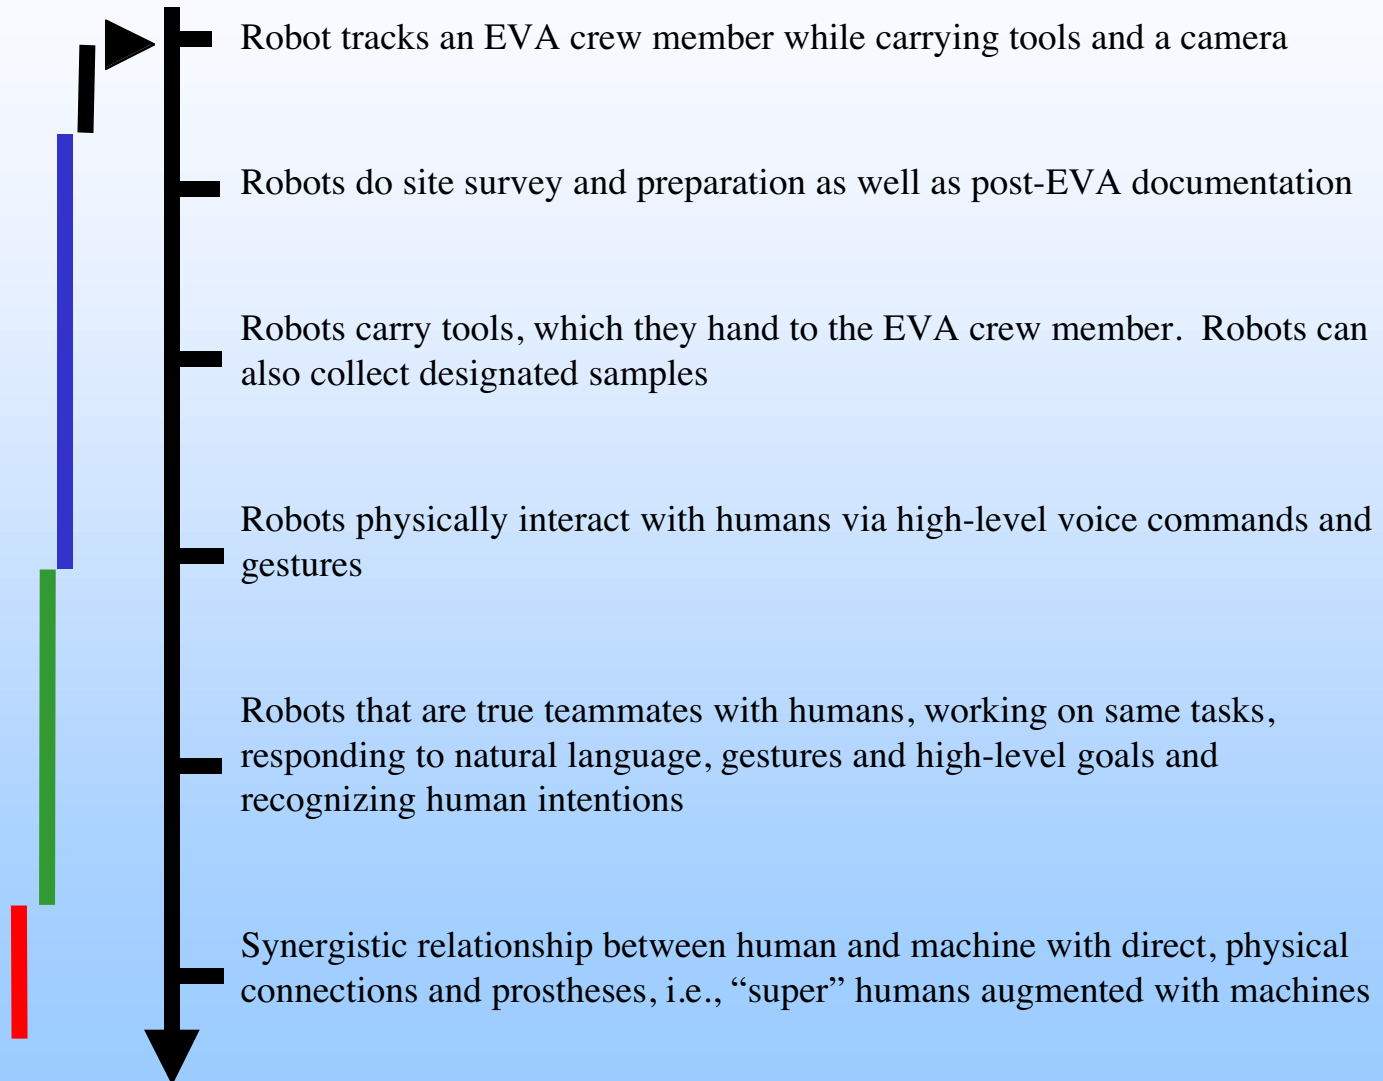 Robot tracks an EVA crew member while carrying tools and a camera
Robots do site survey and preparation as well as post-EVA documentation
Robots carry tools, which they hand to the EVA crew member.  Robots can
also collect designated samples
Robots physically interact with humans via high-level voice commands and
gestures
Robots that are true teammates with humans, working on same tasks,
responding to natural language, gestures and high-level goals and
recognizing human intentions
Synergistic relationship between human and machine with direct, physical
connections and prostheses, i.e., “super” humans augmented with machines